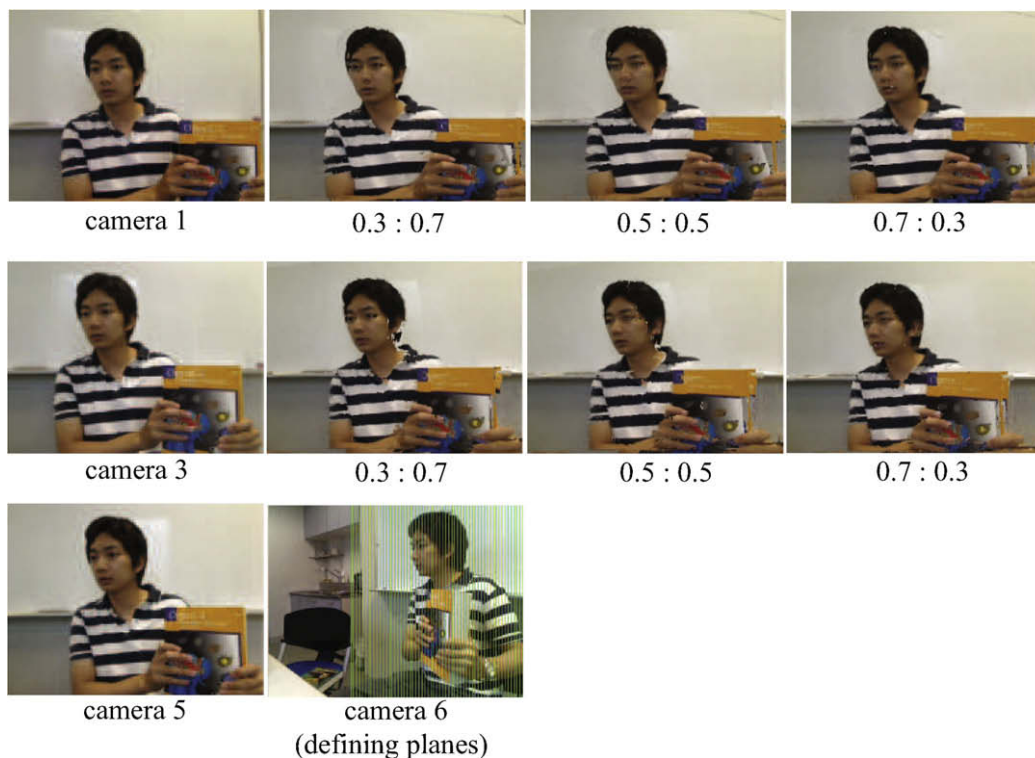 camera 1
0.3 : 0.7
0.5 : 0.5
0.7 : 0.3
camera 3
0.3 : 0.7
0.5 : 0.5
0.7 : 0.3
camera 5
camera 6
(defining planes)